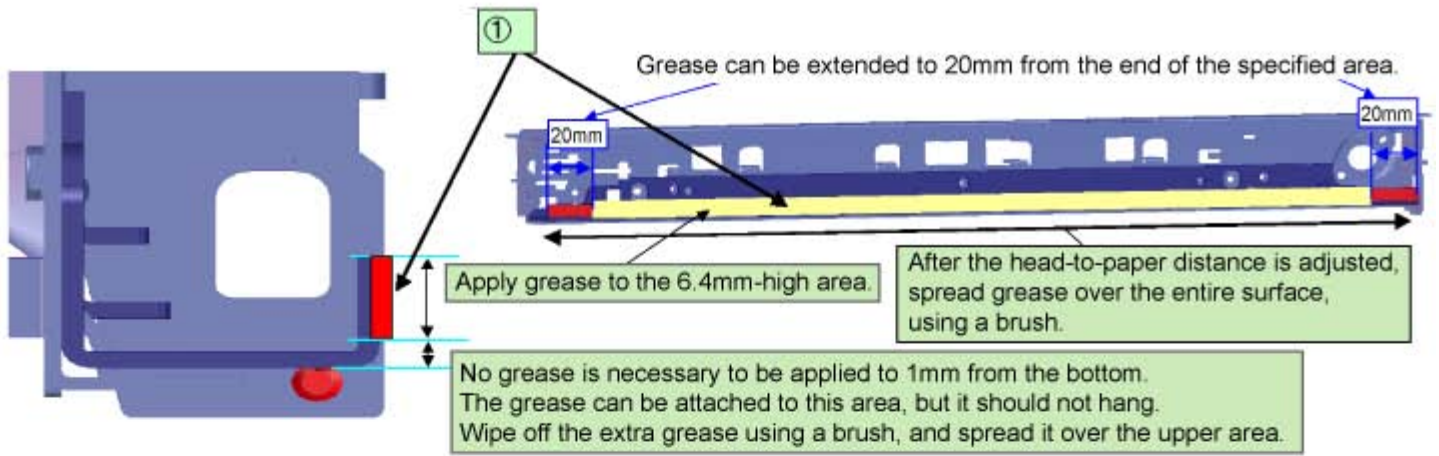 ①
Grease can be extended to 20mm from the end of the specified area.
20mm
20mm
Apply grease to the 6.4mm-high area.
After the head-to-paper distance is adjusted,
spread grease over the entire surface,
using a brush.
No grease is necessary to be applied to 1mm from the bottom.
The grease can be attached to this area, but it should not hang.
Wipe off the extra grease using a brush, and spread it over the upper area.